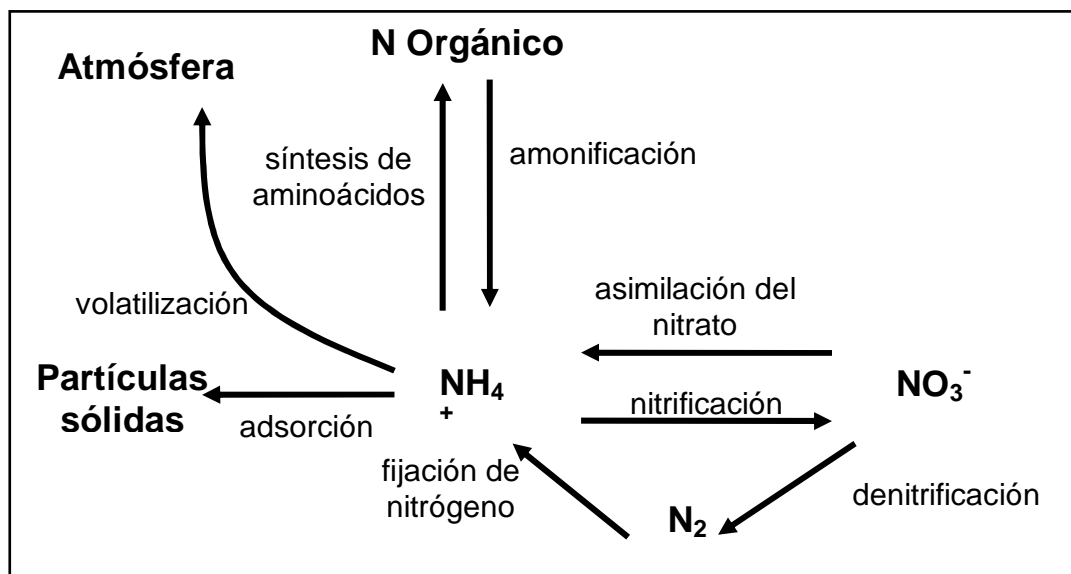 N Orgánico
Atmósfera
síntesis de
aminoácidos
amonificación
volatilización
asimilación del
nitrato
Partículas
sólidas
adsorción
NH₄
+
nitrificación
NO₃⁻
fijación de
nitrógeno
N₂
denitrificación